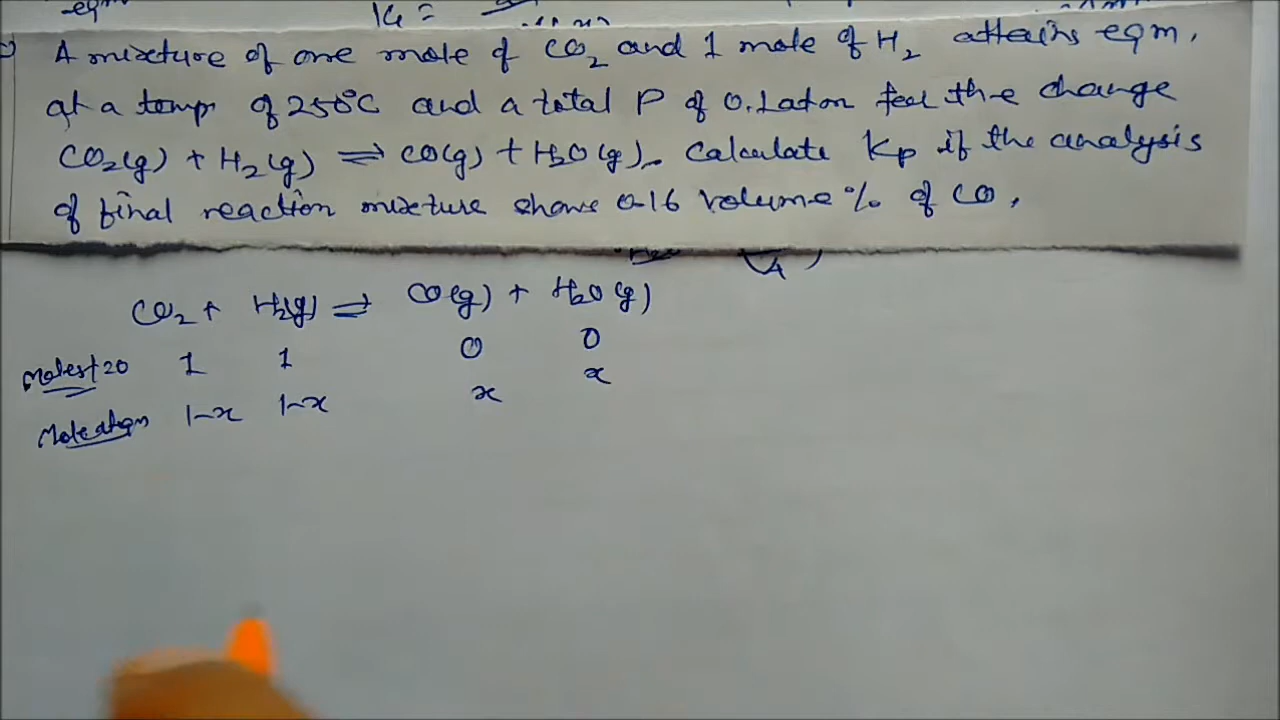 eqm K =
A mixture of one mole of CO2 and 1 mole of H2 attains eqm.
at a temp of 250°C and a total P of 0.1atm for the change
CO2(g) + H2(g) ⇌ CO(g) + H2O(g). Calculate Kp if the analysis
of final reaction mixture shows 0.16 volume % of CO.
CO2 + H2(g) ⇌ CO(g) + H2O(g)
Moles t=0 1 1 0 0
Mole at eqm 1-x 1-x x x